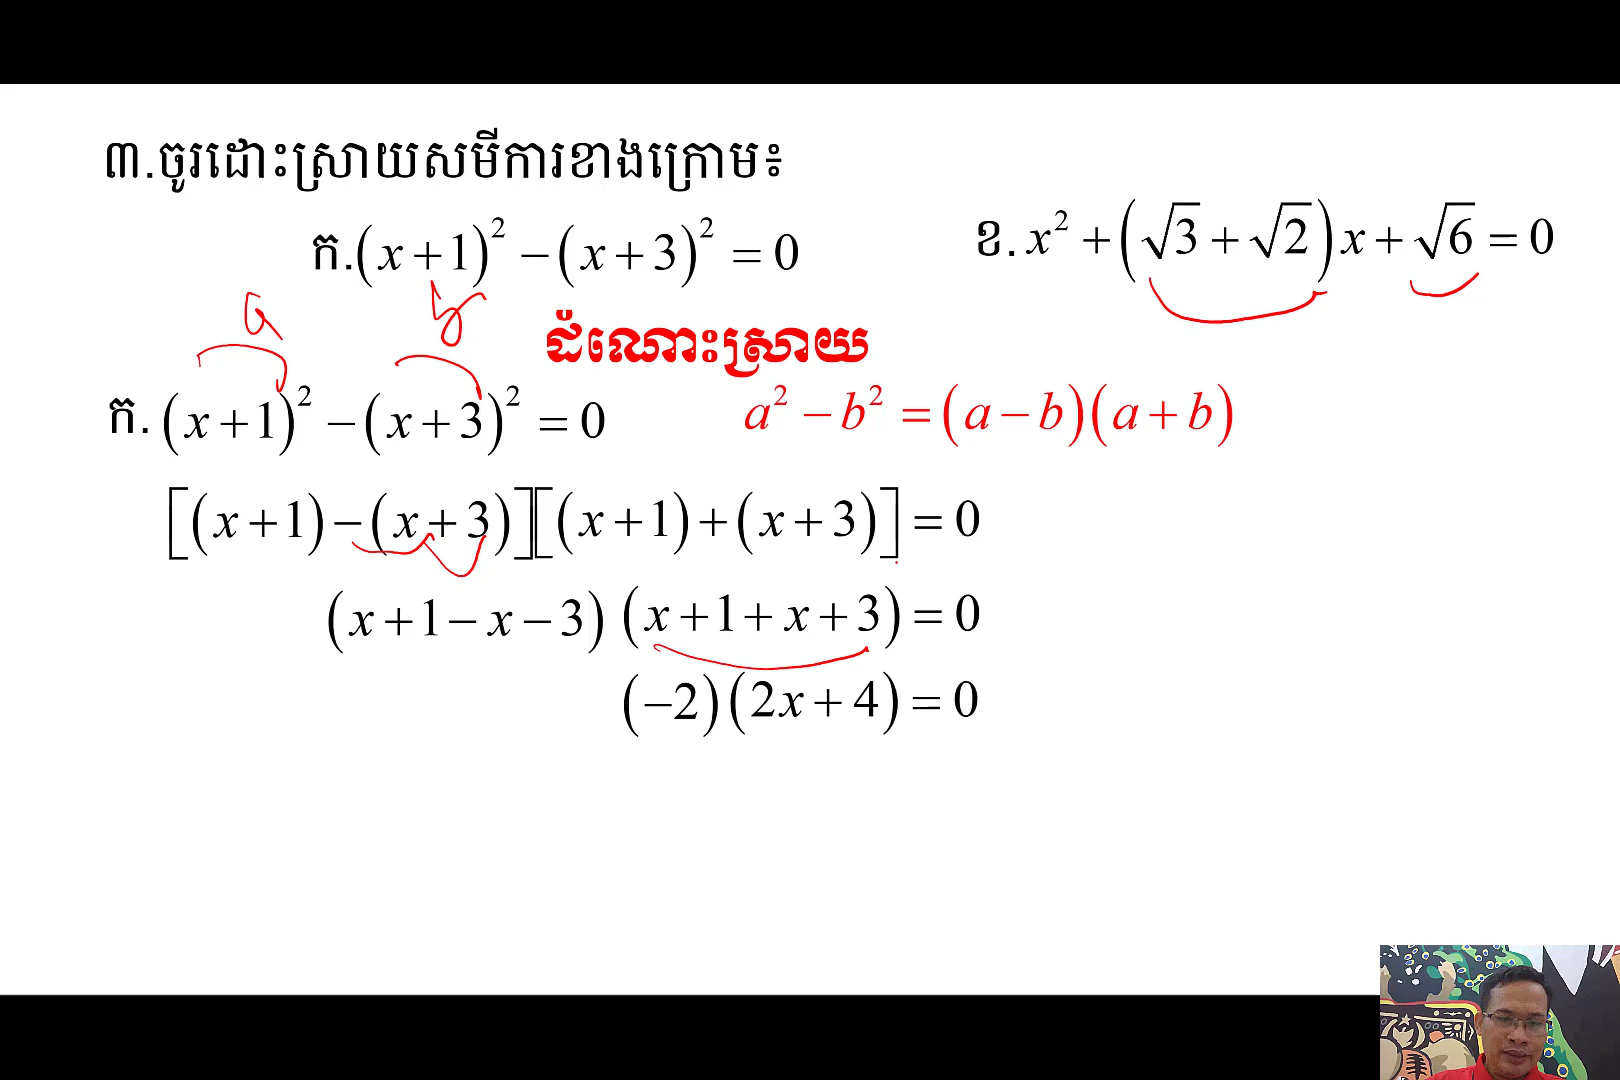 ៣.ចូរដោះស្រាយសមីការខាងក្រោម៖
ក.(x+1)² −(x+3)² = 0
ខ. x² +(√3 +√2)x + √6 = 0
a b
ដំណោះស្រាយ
ក. (x+1)² −(x+3)² = 0
a² − b² = (a − b)(a + b)
[(x+1)−(x+3)][(x+1)+(x+3)] = 0
(x+1−x−3)(x+1+x+3) = 0
(−2)(2x+4) = 0